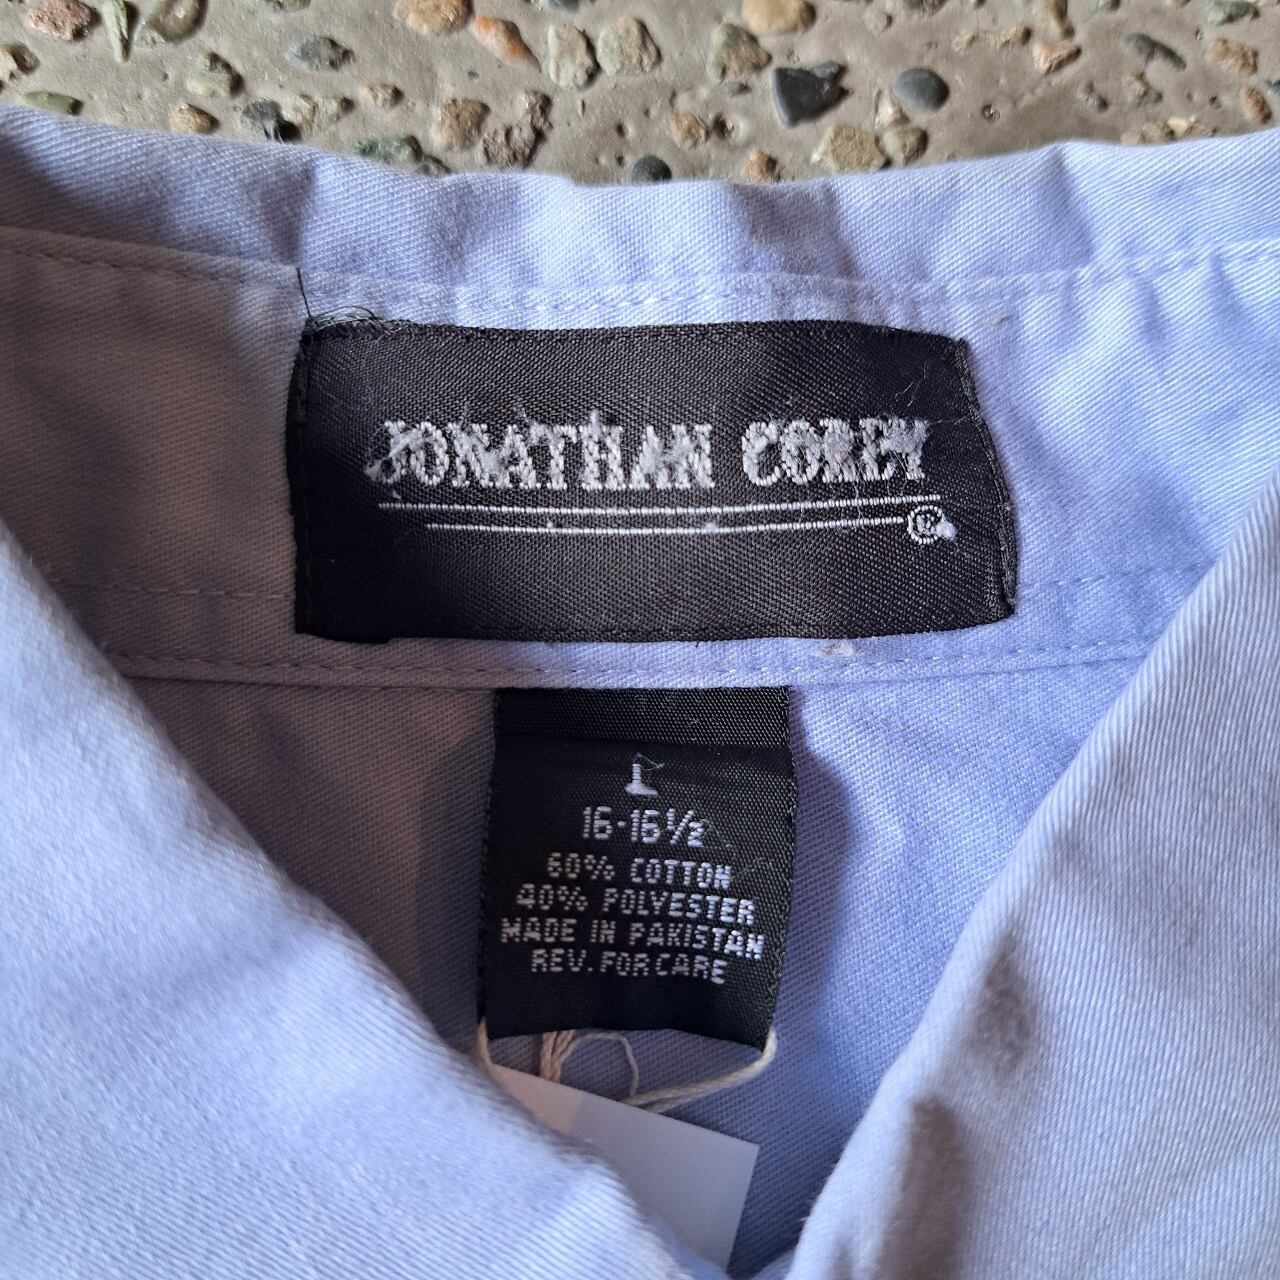 JONATHAN COREY
®
L
16-16½
60% COTTON
40% POLYESTER
MADE IN PAKISTAN
REV. FOR CARE